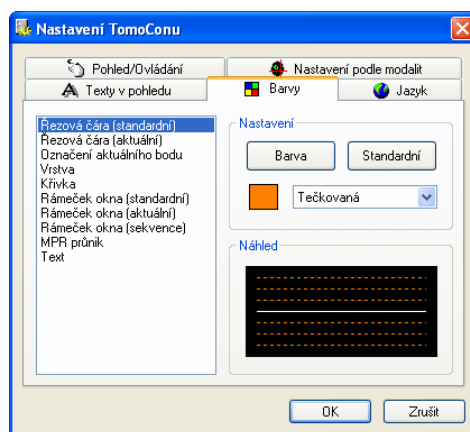 Nastavení TomoConu
Pohled/Ovládání
Nastavení podle modalit
Texty v pohledu
Barvy
Jazyk
Řezová čára (standardní)
Řezová čára (aktuální)
Označení aktuálního bodu
Vrstva
Křivka
Rámeček okna (standardní)
Rámeček okna (aktuální)
Rámeček okna (sekvence)
MPR průnik
Text
Nastavení
Barva
Standardní
Tečkovaná
Náhled
OK
Zrušit